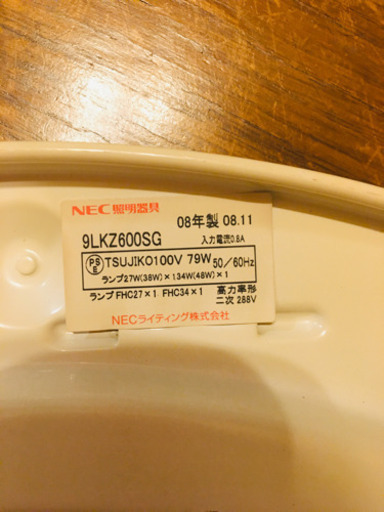 NEC照明器具
08年製 08.11
9LKZ600SG
入力電流0.8A
PS E TSUJIKO100V 79W 50/60Hz
ランプ27W(38W)×1 34W(48W)×1
ランプ FHC27×1 FHC34×1
高力率形
二次 288V
NECライティング株式会社